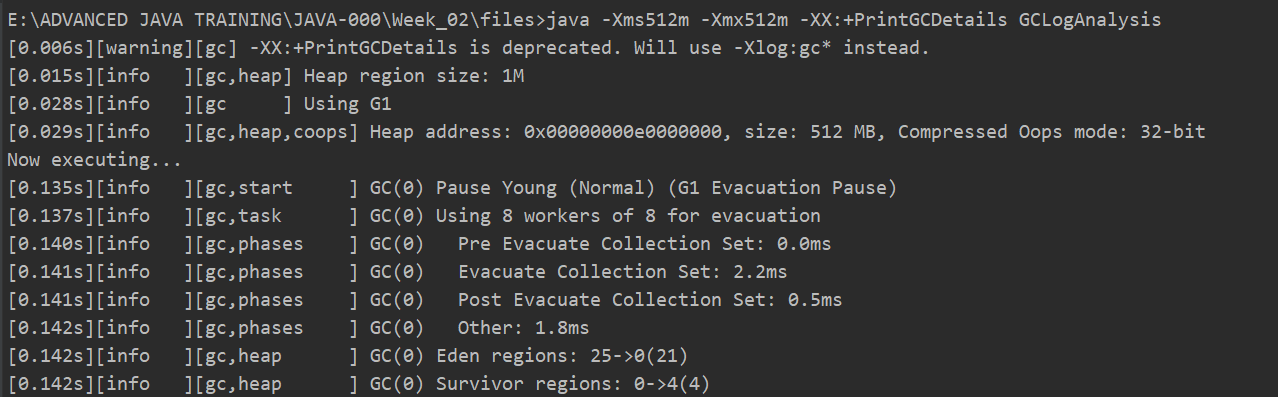 E:\ADVANCED JAVA TRAINING\JAVA-000\Week_02\files>java -Xms512m -Xmx512m -XX:+PrintGCDetails GCLogAnalysis
[0.006s][warning][gc] -XX:+PrintGCDetails is deprecated. Will use -Xlog:gc* instead.
[0.015s][info   ][gc,heap] Heap region size: 1M
[0.028s][info   ][gc     ] Using G1
[0.029s][info   ][gc,heap,coops] Heap address: 0x00000000e0000000, size: 512 MB, Compressed Oops mode: 32-bit
Now executing...
[0.135s][info   ][gc,start     ] GC(0) Pause Young (Normal) (G1 Evacuation Pause)
[0.137s][info   ][gc,task      ] GC(0) Using 8 workers of 8 for evacuation
[0.140s][info   ][gc,phases    ] GC(0)   Pre Evacuate Collection Set: 0.0ms
[0.141s][info   ][gc,phases    ] GC(0)   Evacuate Collection Set: 2.2ms
[0.141s][info   ][gc,phases    ] GC(0)   Post Evacuate Collection Set: 0.5ms
[0.142s][info   ][gc,phases    ] GC(0)   Other: 1.8ms
[0.142s][info   ][gc,heap      ] GC(0) Eden regions: 25->0(21)
[0.142s][info   ][gc,heap      ] GC(0) Survivor regions: 0->4(4)